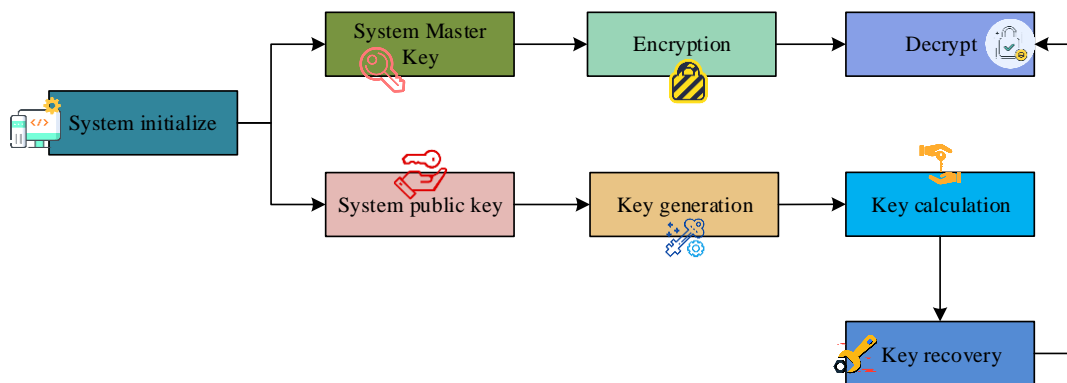 System Master
Key
Encryption
Decrypt
System initialize
System public key
Key generation
Key calculation
Key recovery